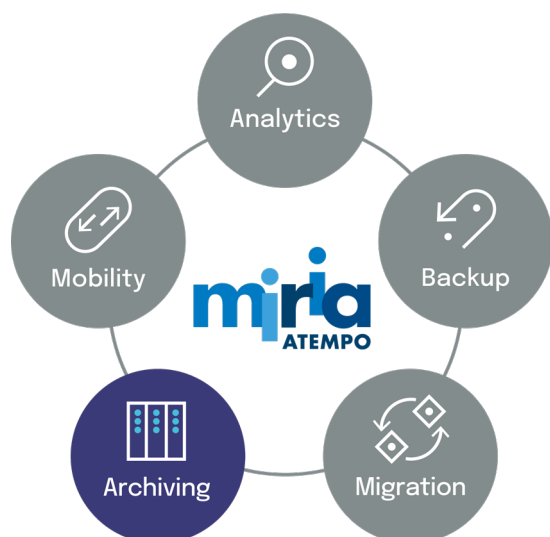 Analytics
Mobility
Backup
miria
ATEMPO
Archiving
Migration